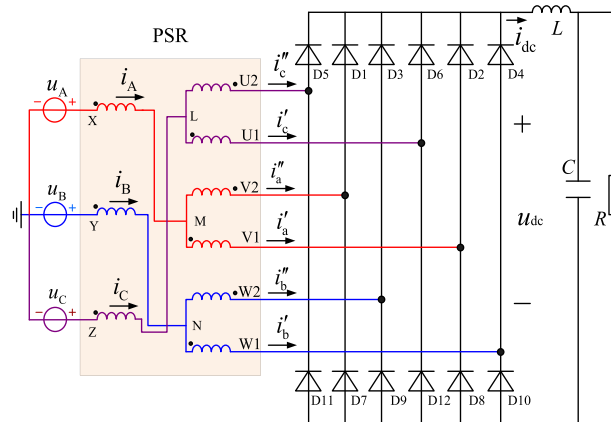 PSR
D5 D1 D3 D6 D2 D4
i_dc
L
i_A
u_A
− +
X
U2
i''_c
L
U1
i'_c
+
i_B
u_B
− +
Y
V2
i''_a
M
V1
i'_a
u_dc
C
R
i_C
u_C
− +
Z
W2
i''_b
N
W1
i'_b
−
D11 D7 D9 D12 D8 D10